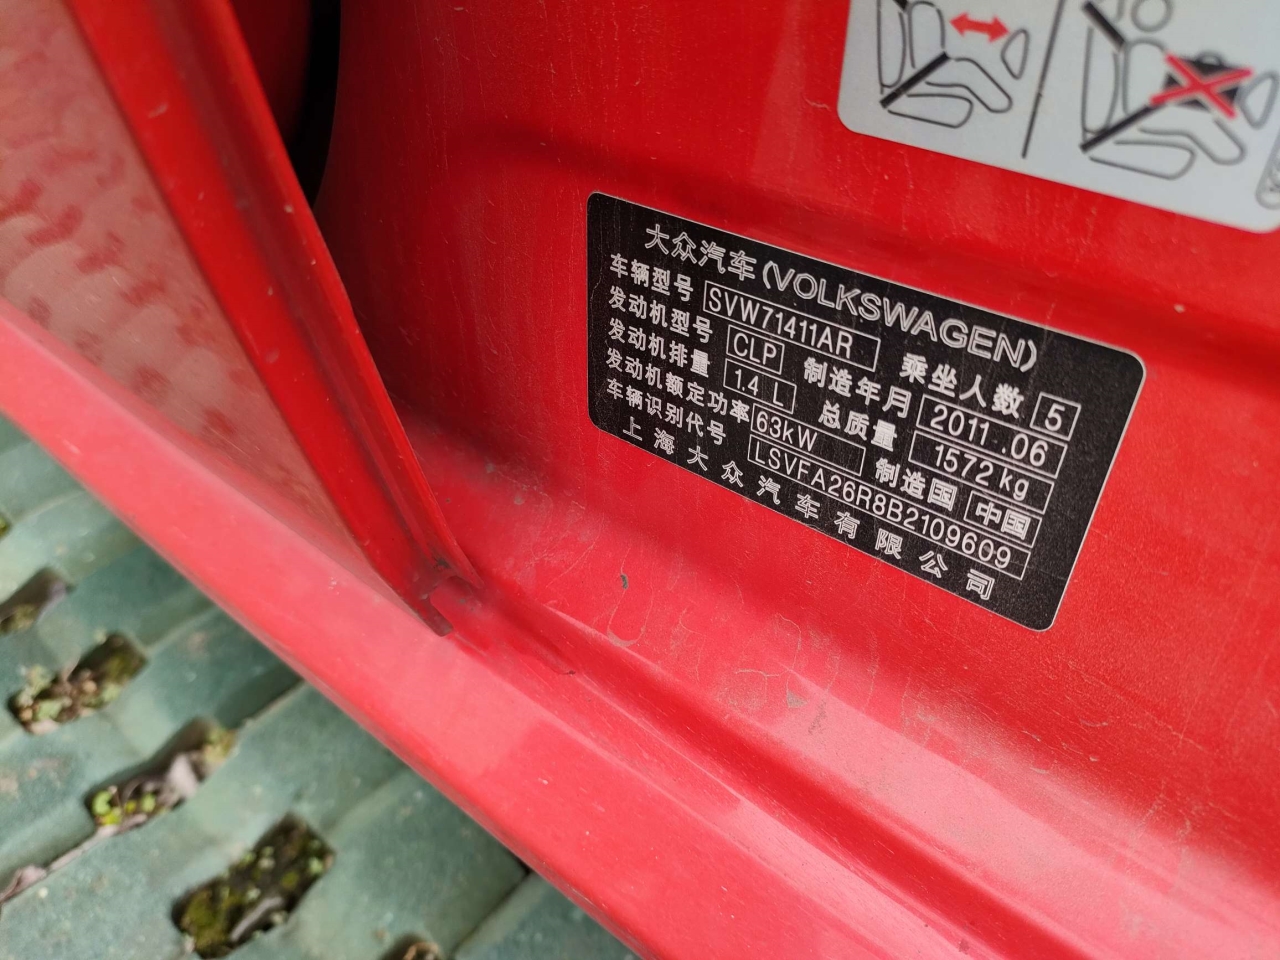 大众汽车(VOLKSWAGEN)
车辆型号 SVW71411AR 乘坐人数 5
发动机型号 CLP 制造年月 2011.06
发动机排量 1.4 L 总质量 1572 kg
发动机额定功率 63kW 制造国 中国
车辆识别代号 LSVFA26R8B2109609
上海大众汽车有限公司